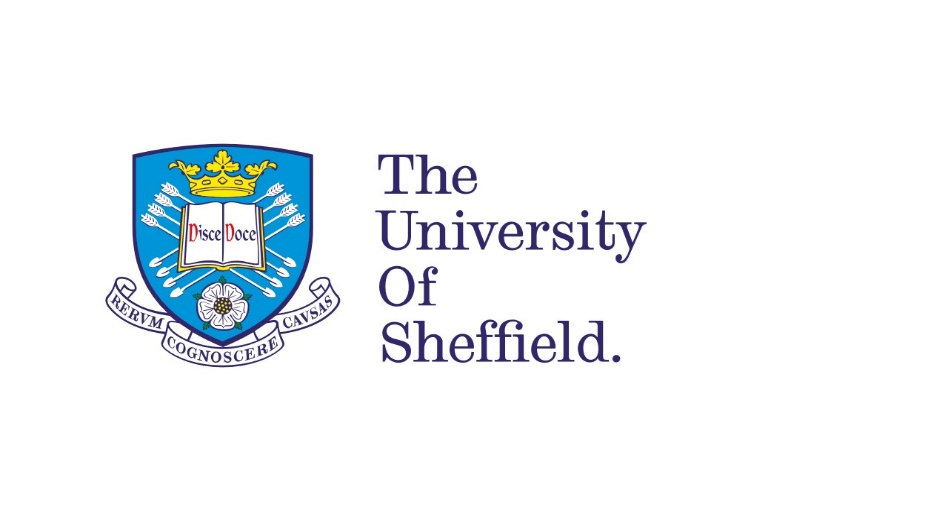 Disce Doce
RERVM COGNOSCERE CAVSAS
The
University
Of
Sheffield.